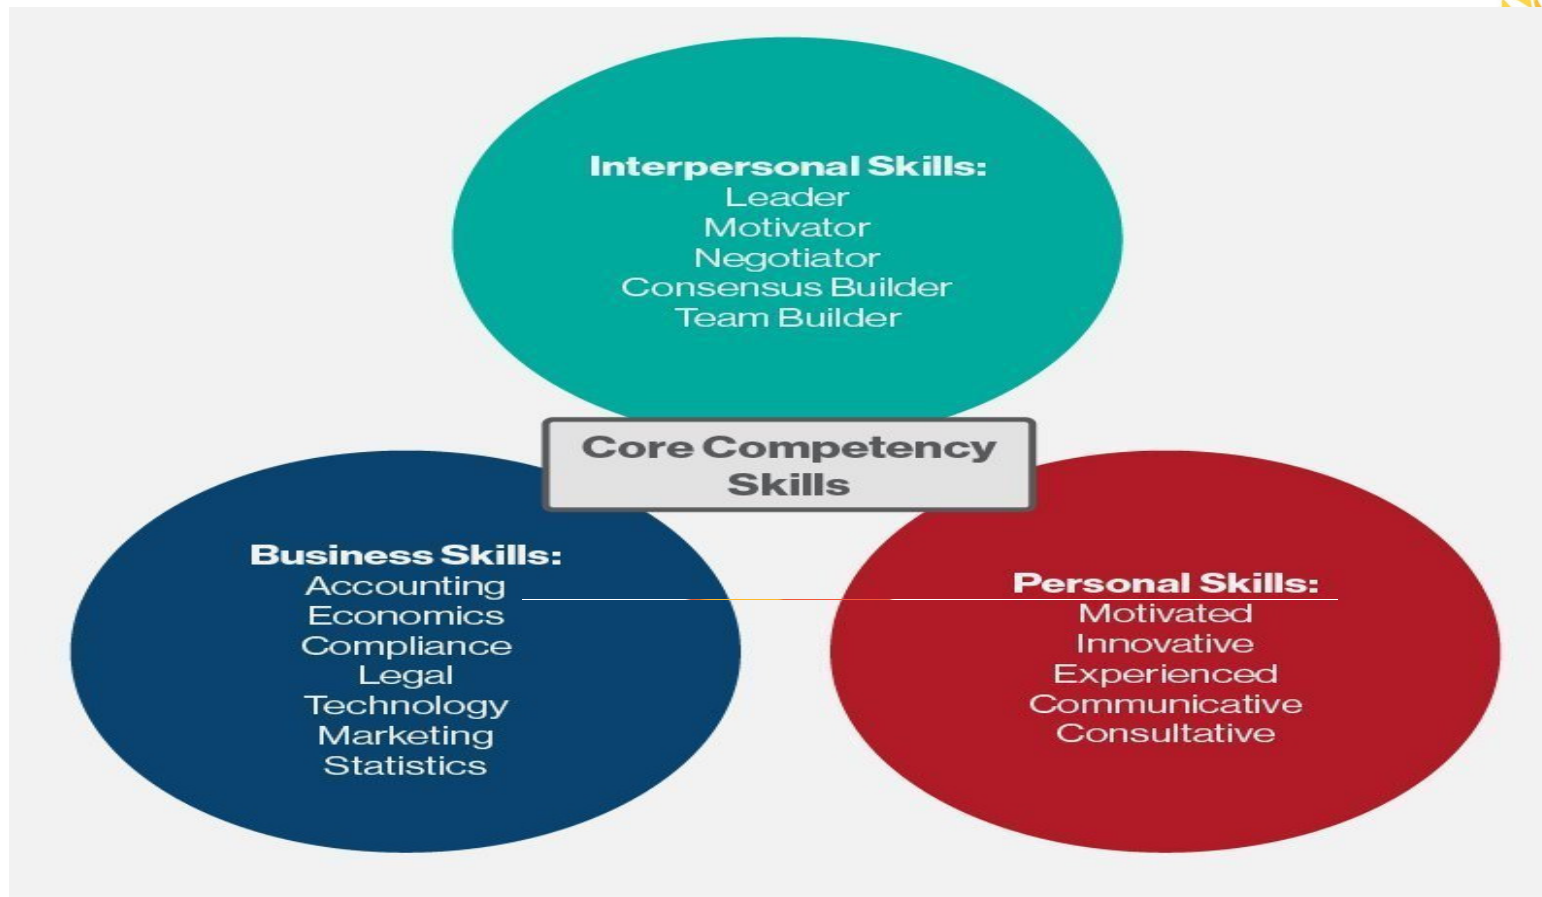 Interpersonal Skills:
Leader
Motivator
Negotiator
Consensus Builder
Team Builder
Core Competency
Skills
Business Skills:
Accounting
Economics
Compliance
Legal
Technology
Marketing
Statistics
Personal Skills:
Motivated
Innovative
Experienced
Communicative
Consultative